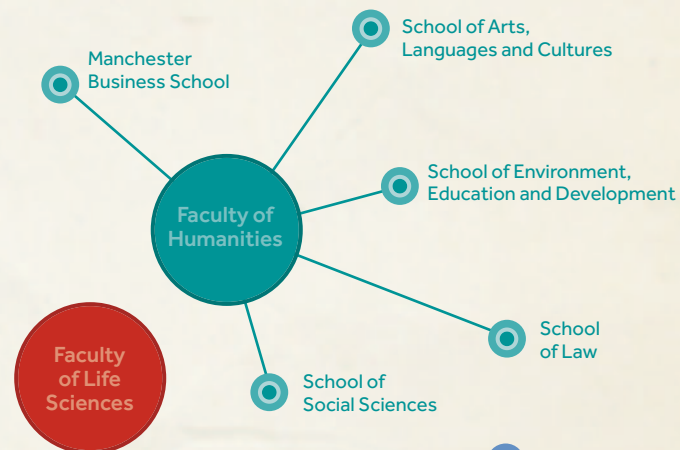 School of Arts,
Languages and Cultures
Manchester
Business School
School of Environment,
Education and Development
Faculty of
Humanities
School
of Law
Faculty
of Life
Sciences
School of
Social Sciences